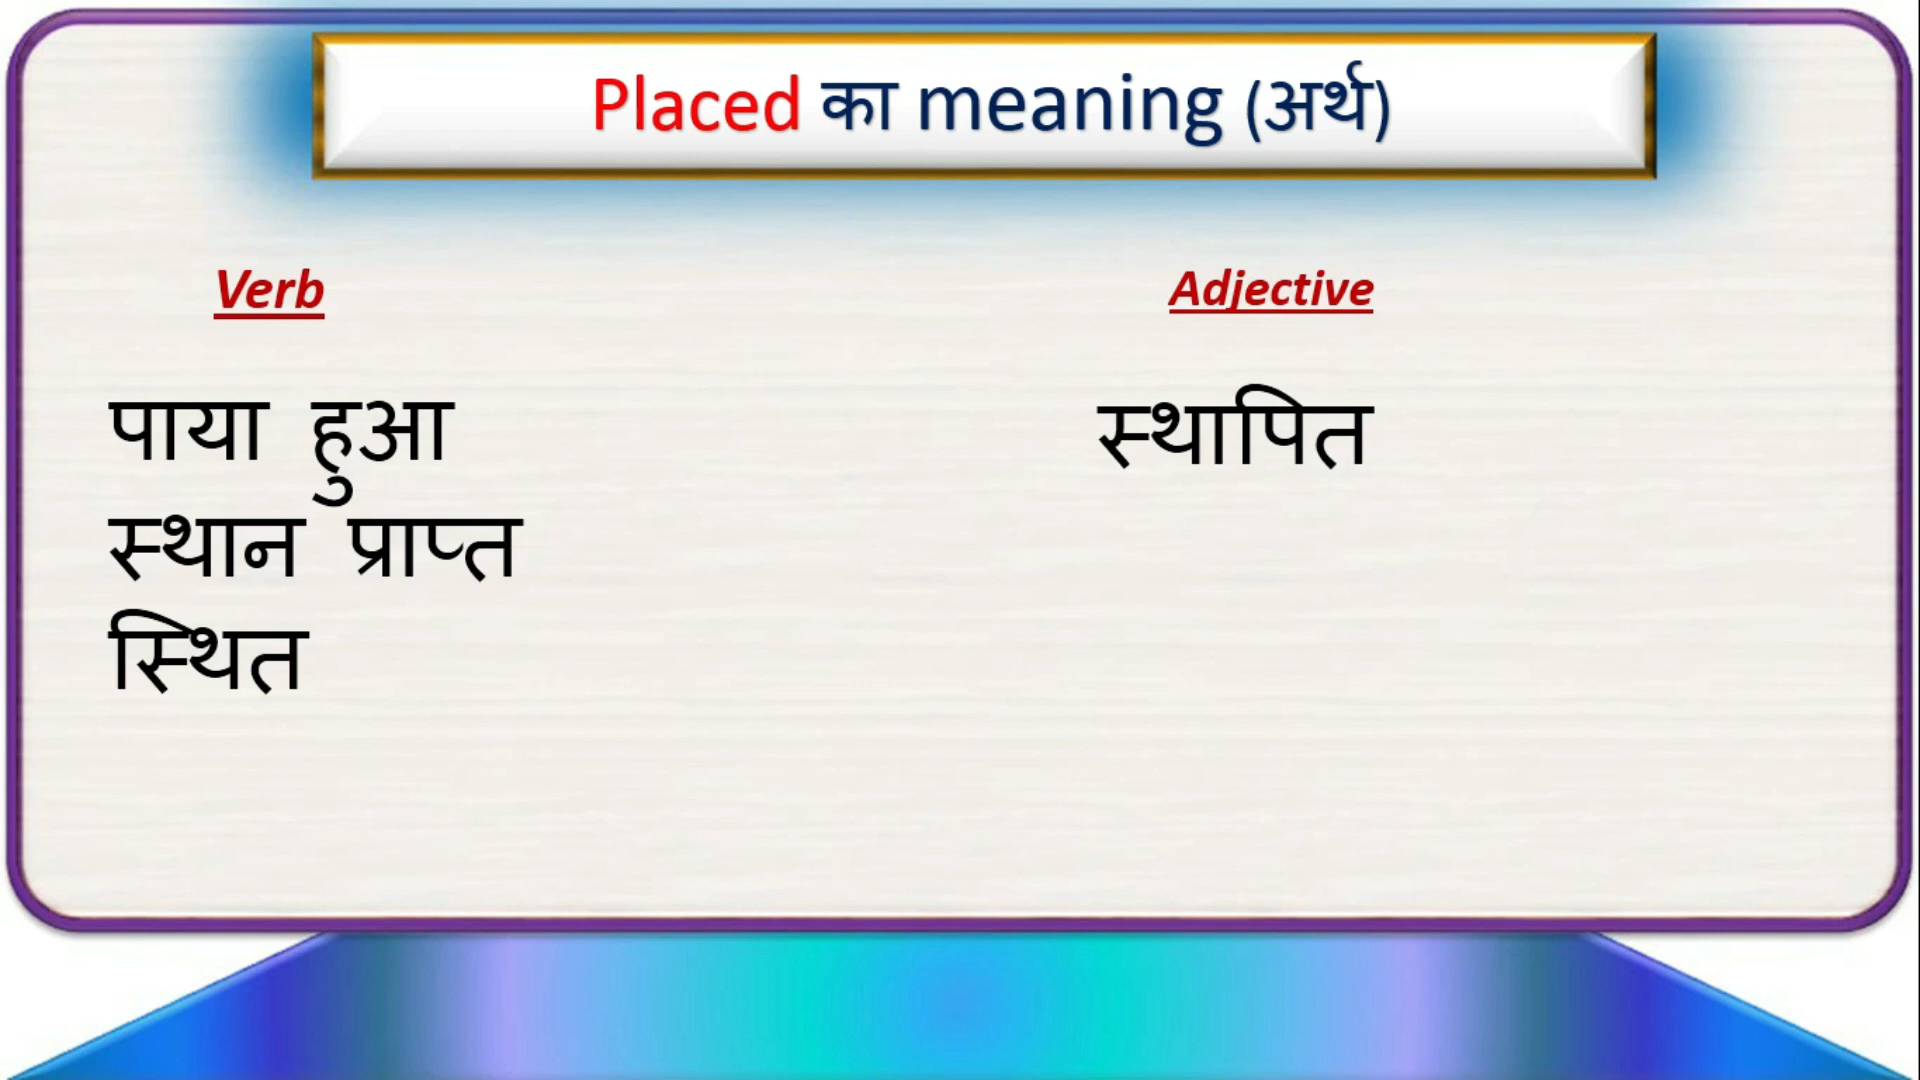 Placed का meaning (अर्थ)
Verb
पाया हुआ
स्थान प्राप्त
स्थित
Adjective
स्थापित